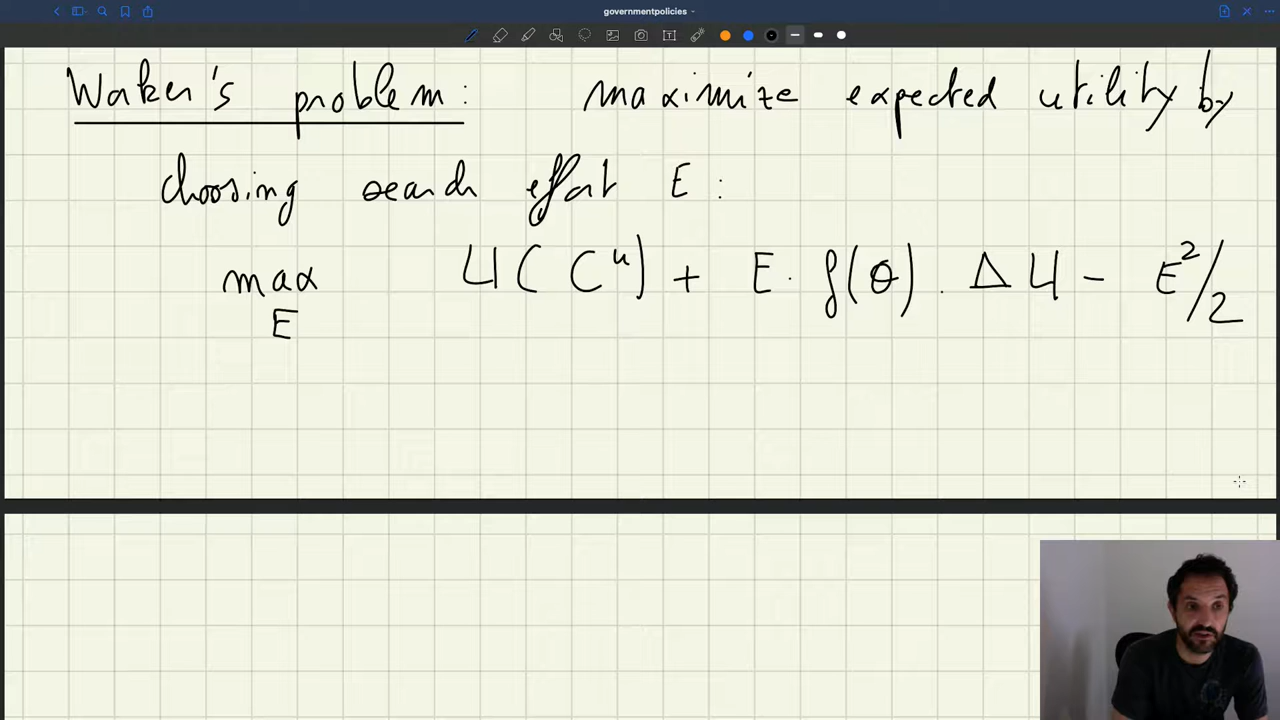 governmentpolicies
Worker's problem: maximize expected utility by
choosing search effort E:
max U(C^u) + E · f(θ) · ΔU - E²/2
E